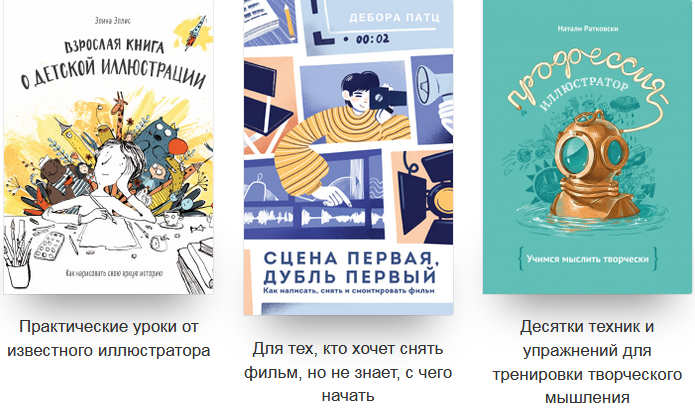 Элина Эллис
ВЗРОСЛАЯ КНИГА
О ДЕТСКОЙ ИЛЛЮСТРАЦИИ
Как нарисовать свою яркую историю
Практические уроки от
известного иллюстратора
ДЕБОРА ПАТЦ
00:02
СЦЕНА ПЕРВАЯ,
ДУБЛЬ ПЕРВЫЙ
Как написать, снять и смонтировать фильм
Для тех, кто хочет снять
фильм, но не знает, с чего
начать
Натали Ратковски
профессия
ИЛЛЮСТРАТОР
Учимся мыслить творчески
Десятки техник и
упражнений для
тренировки творческого
мышления